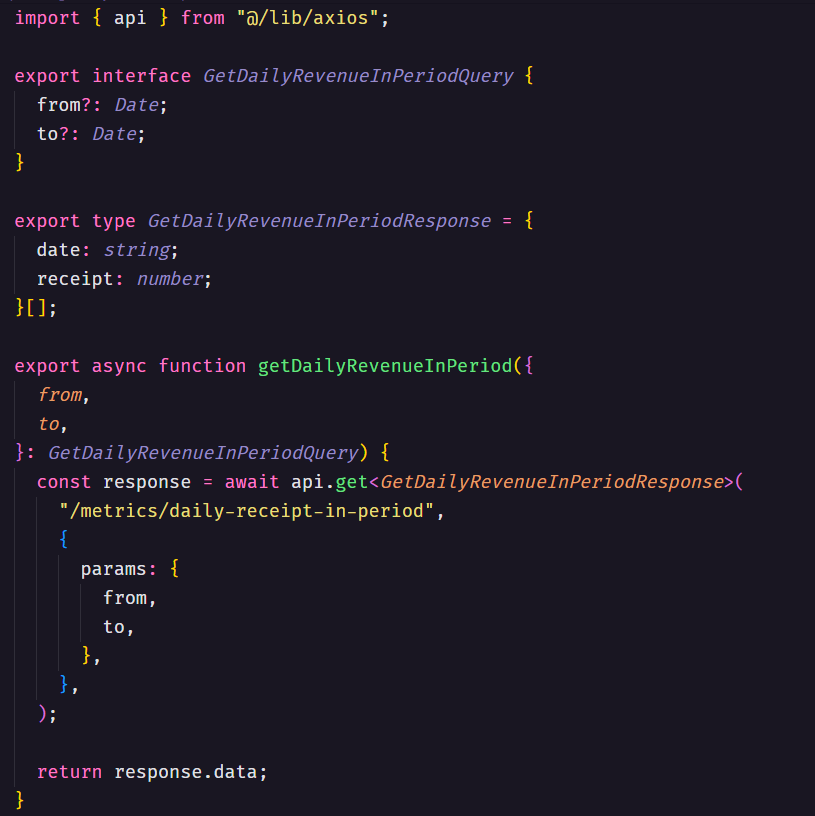 import { api } from "@/lib/axios";
export interface GetDailyRevenueInPeriodQuery {
from?: Date;
to?: Date;
}
export type GetDailyRevenueInPeriodResponse = {
date: string;
receipt: number;
}[];
export async function getDailyRevenueInPeriod({
from,
to,
}: GetDailyRevenueInPeriodQuery) {
const response = await api.get<GetDailyRevenueInPeriodResponse>(
"/metrics/daily-receipt-in-period",
{
params: {
from,
to,
},
},
);
return response.data;
}